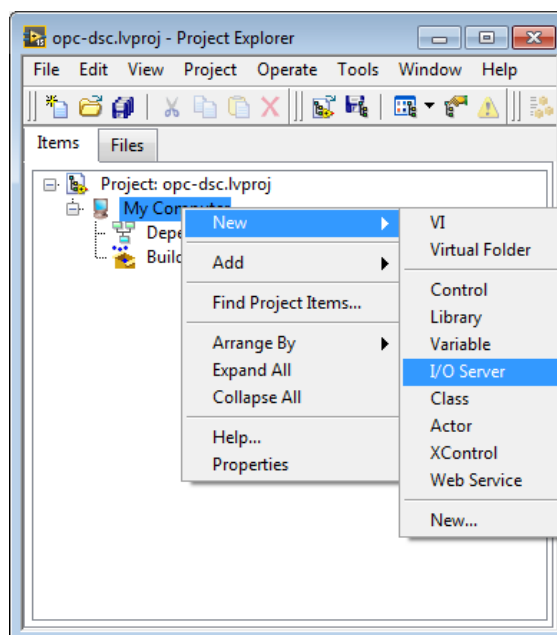 opc-dsc.lvproj - Project Explorer
File Edit View Project Operate Tools Window Help
Items Files
Project: opc-dsc.lvproj
My Computer
Depe
Build
New
Add
Find Project Items...
Arrange By
Expand All
Collapse All
Help...
Properties
VI
Virtual Folder
Control
Library
Variable
I/O Server
Class
Actor
XControl
Web Service
New...